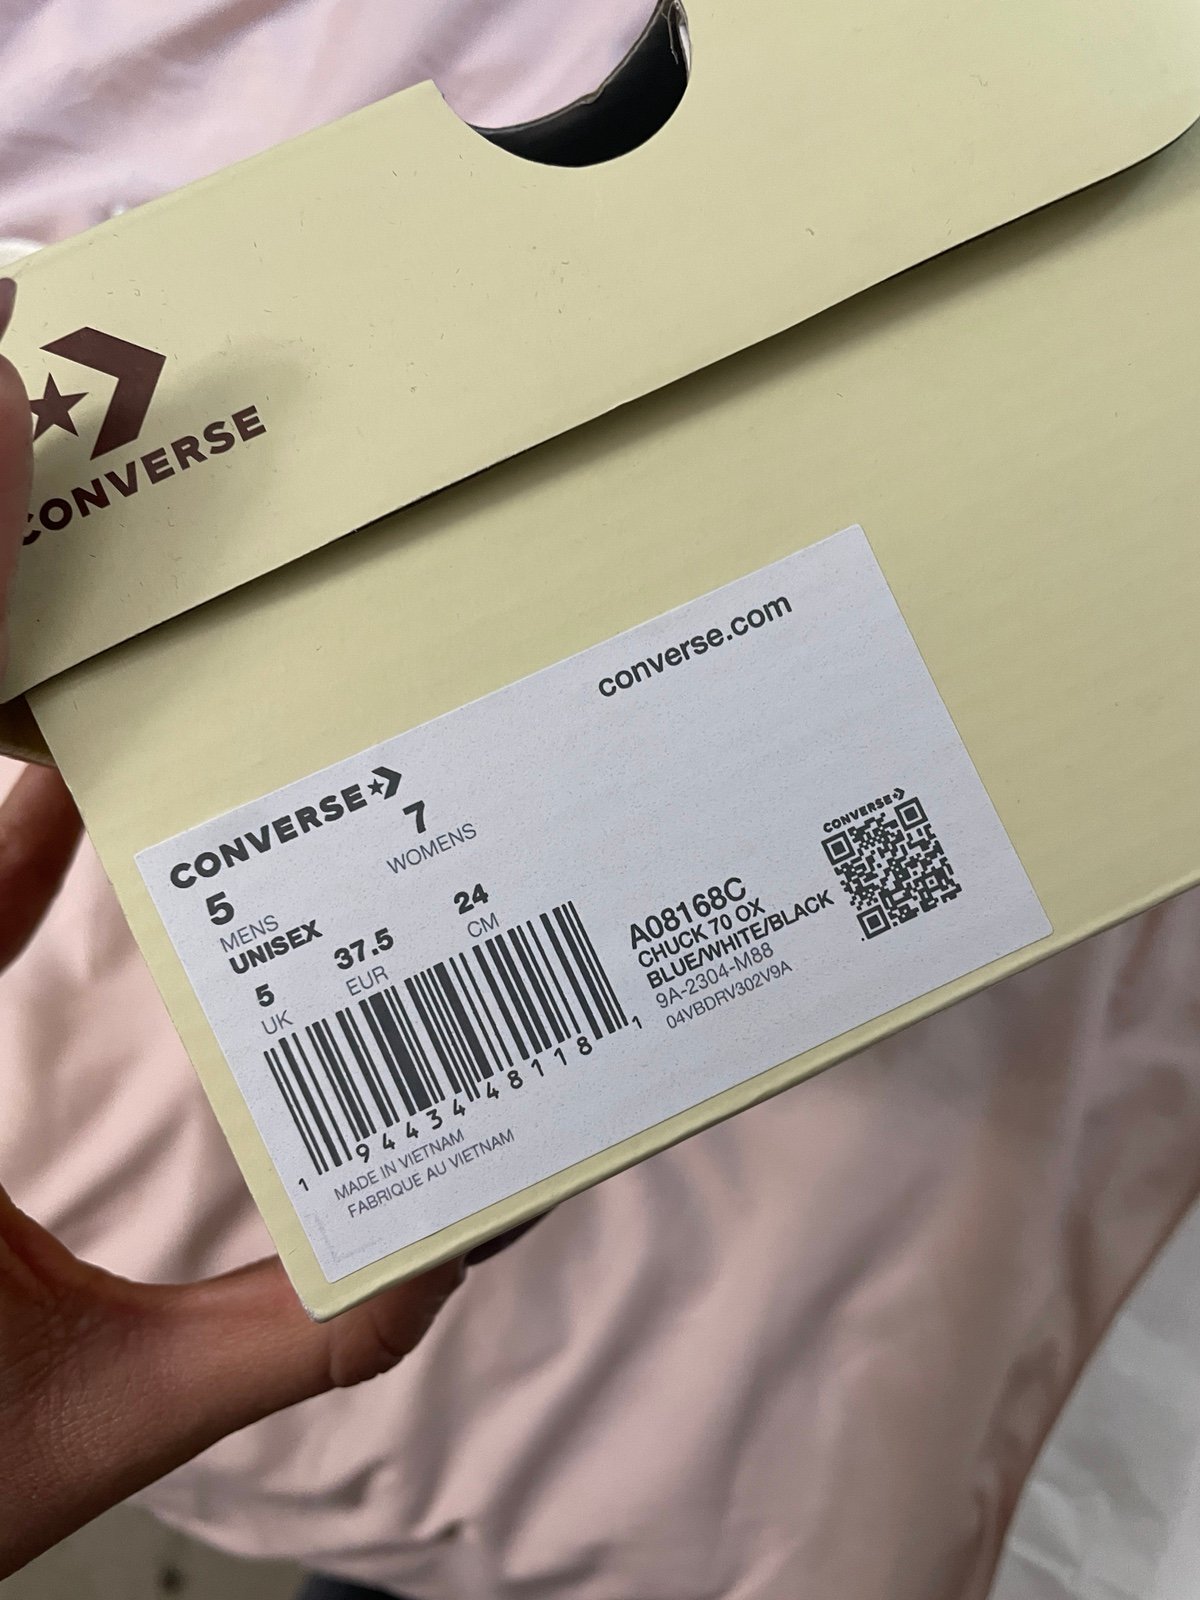 CONVERSE
converse.com
CONVERSE
5
MENS
7
WOMENS
UNISEX
5
UK
37.5
EUR
24
CM
1 94434 48118 1
MADE IN VIETNAM
FABRIQUE AU VIETNAM
A08168C
CHUCK 70 OX
BLUE/WHITE/BLACK
9A-2304-M88
04VBDRV302V9A
CONVERSE